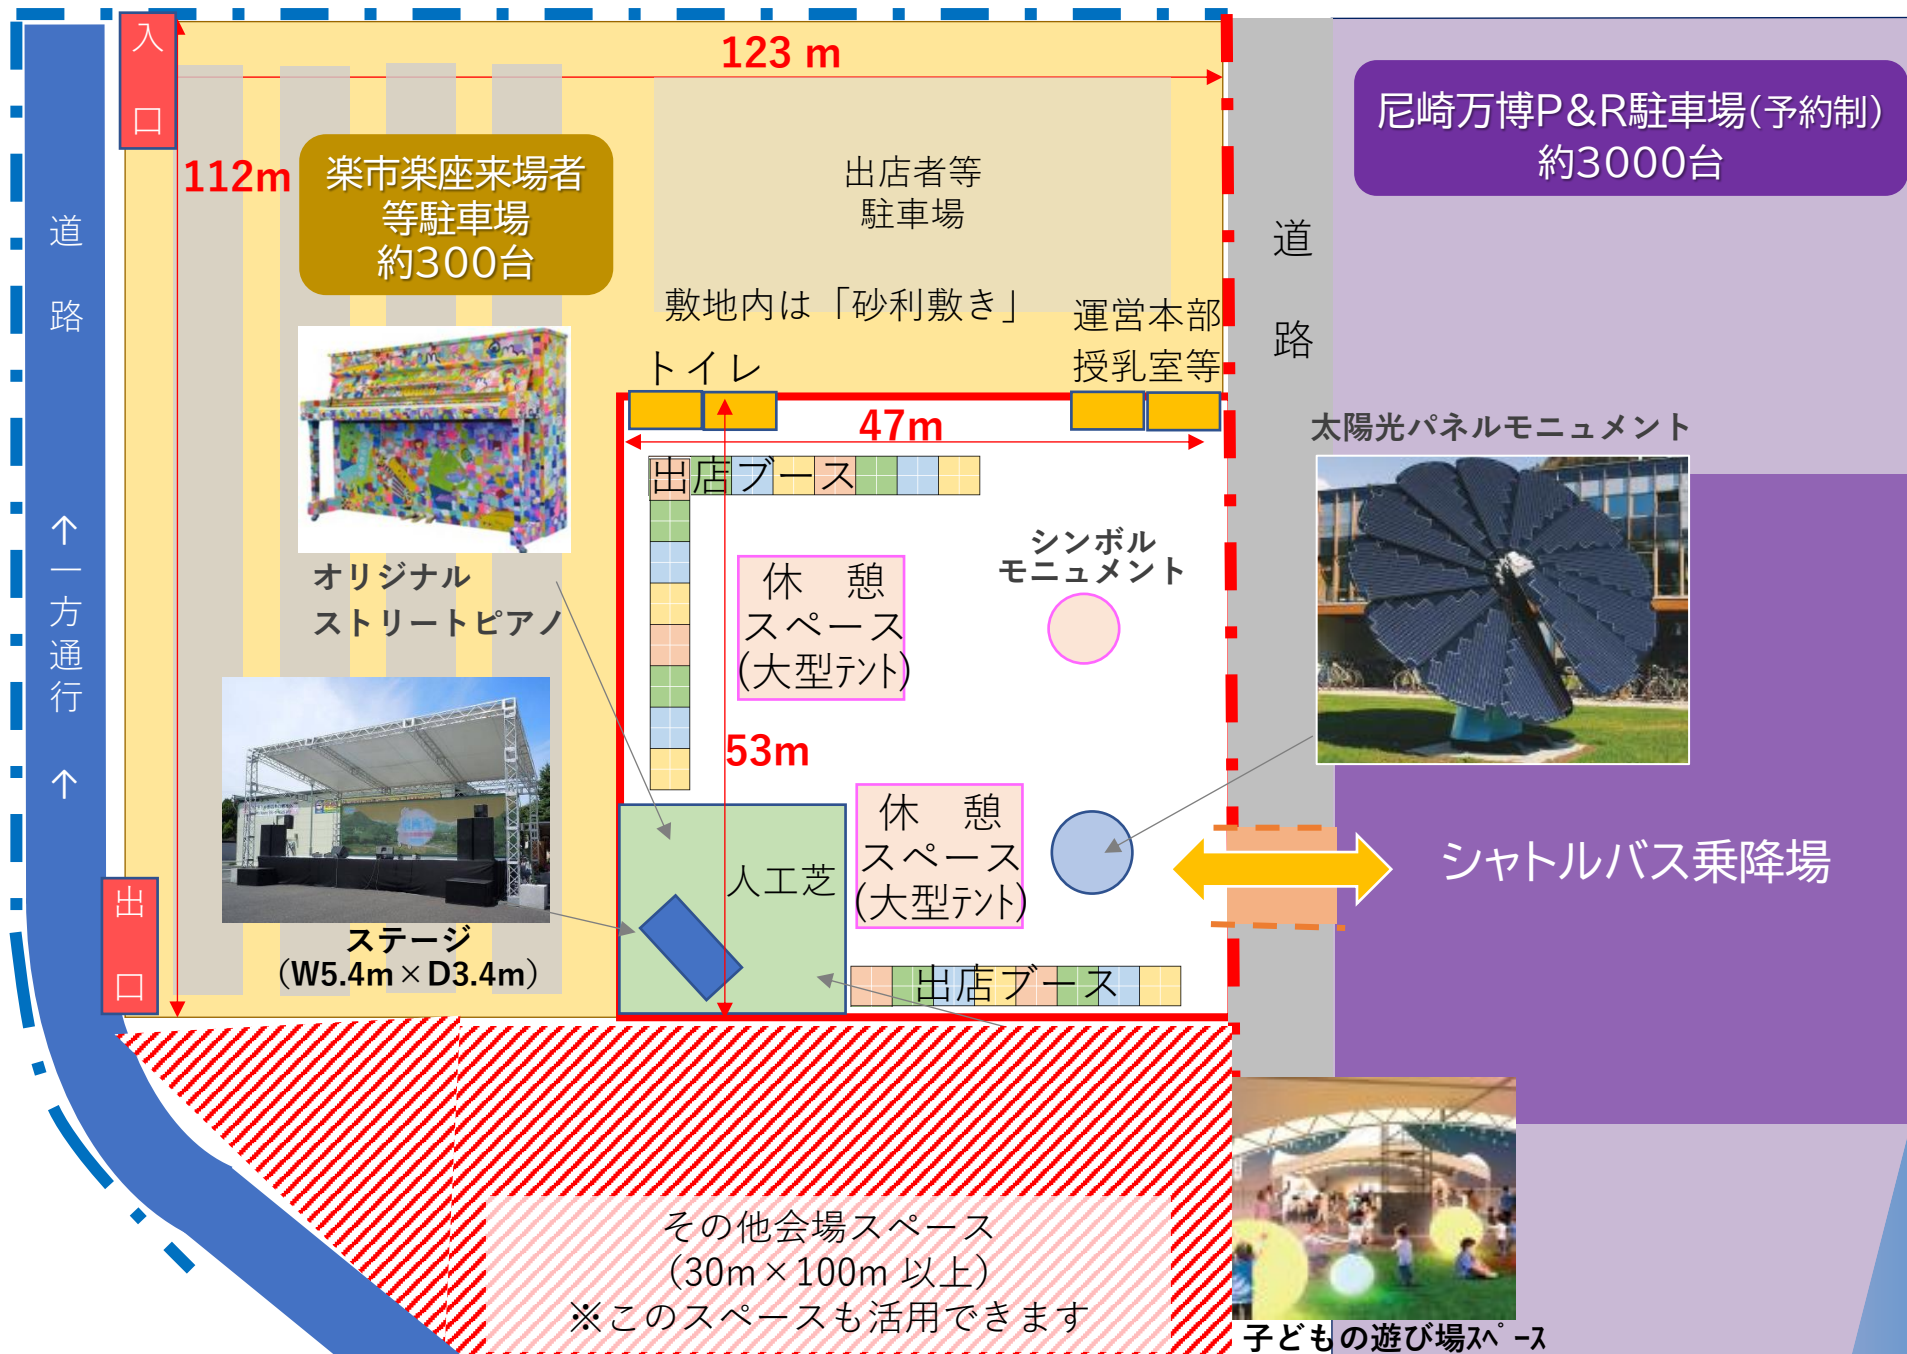 入口
123 m
112m
楽市楽座来場者
等駐車場
約300台
出店者等
駐車場
敷地内は「砂利敷き」
尼崎万博P&R駐車場(予約制)
約3000台
道路
道路
トイレ
運営本部
授乳室等
47m
太陽光パネルモニュメント
出店ブース
オリジナル
ストリートピアノ
↑一方通行 ↑
休 憩
スペース
(大型テント)
シンボル
モニュメント
53m
休 憩
スペース
(大型テント)
シャトルバス乗降場
人工芝
出口
ステージ
(W5.4m×D3.4m)
出店ブース
その他会場スペース
(30m×100m 以上)
※このスペースも活用できます
子どもの遊び場スペース